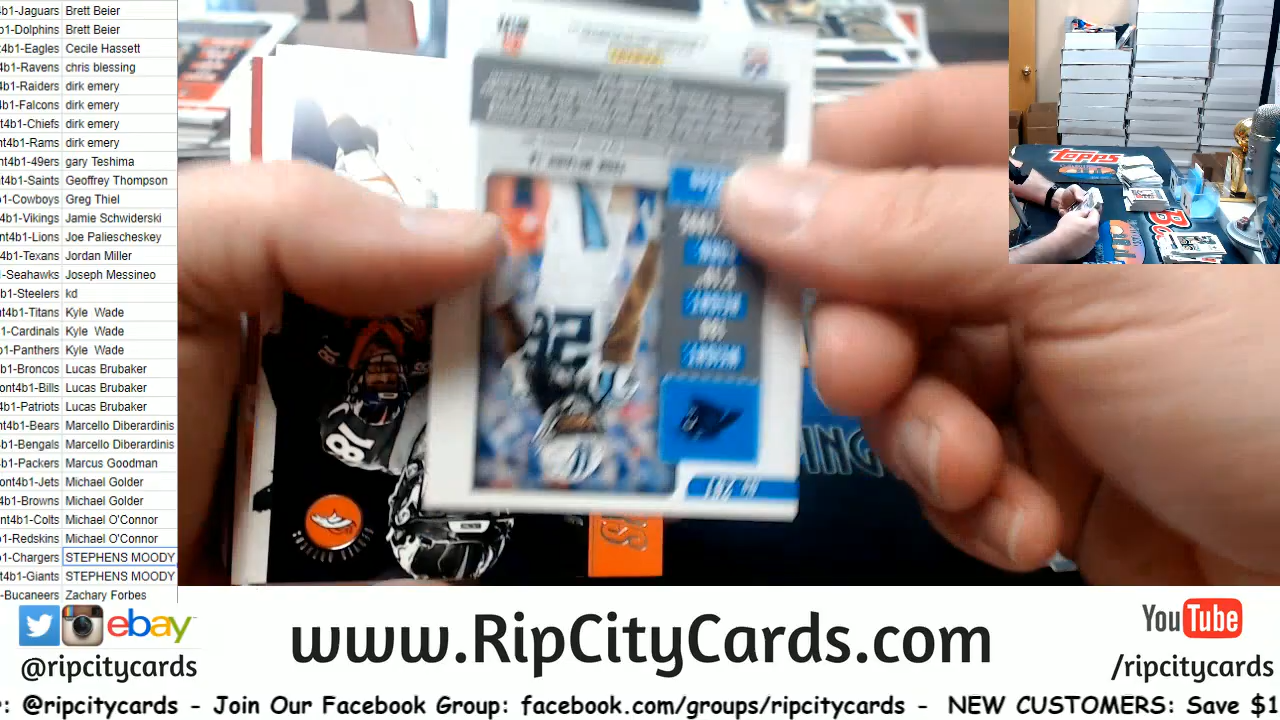 4b1-Jaguars Brett Beier
1-Dolphins Brett Beier
4b1-Eagles Cecile Hassett
b1-Ravens chris blessing
4b1-Raiders dirk emery
4b1-Falcons dirk emery
4b1-Chiefs dirk emery
nt4b1-Rams dirk emery
nt4b1-49ers gary Teshima
t4b1-Saints Geoffrey Thompson
b1-Cowboys Greg Thiel
4b1-Vikings Jamie Schwiderski
t4b1-Lions Joe Paliescheskey
4b1-Texans Jordan Miller
1-Seahawks Joseph Messineo
b1-Steelers kd
nt4b1-Titans Kyle Wade
1-Cardinals Kyle Wade
b1-Panthers Kyle Wade
b1-Broncos Lucas Brubaker
ont4b1-Bills Lucas Brubaker
b1-Patriots Lucas Brubaker
nt4b1-Bears Marcello Diberardinis
4b1-Bengals Marcello Diberardinis
b1-Packers Marcus Goodman
ont4b1-Jets Michael Golder
4b1-Browns Michael Golder
nt4b1-Colts Michael O'Connor
1-Redskins Michael O'Connor
b1-Chargers STEPHENS MOODY
t4b1-Giants STEPHENS MOODY
-Bucaneers Zachary Forbes
TOPPS
81
ebay
@ripcitycards
www.RipCityCards.com
YouTube
/ripcitycards
: @ripcitycards - Join Our Facebook Group: facebook.com/groups/ripcitycards - NEW CUSTOMERS: Save $1